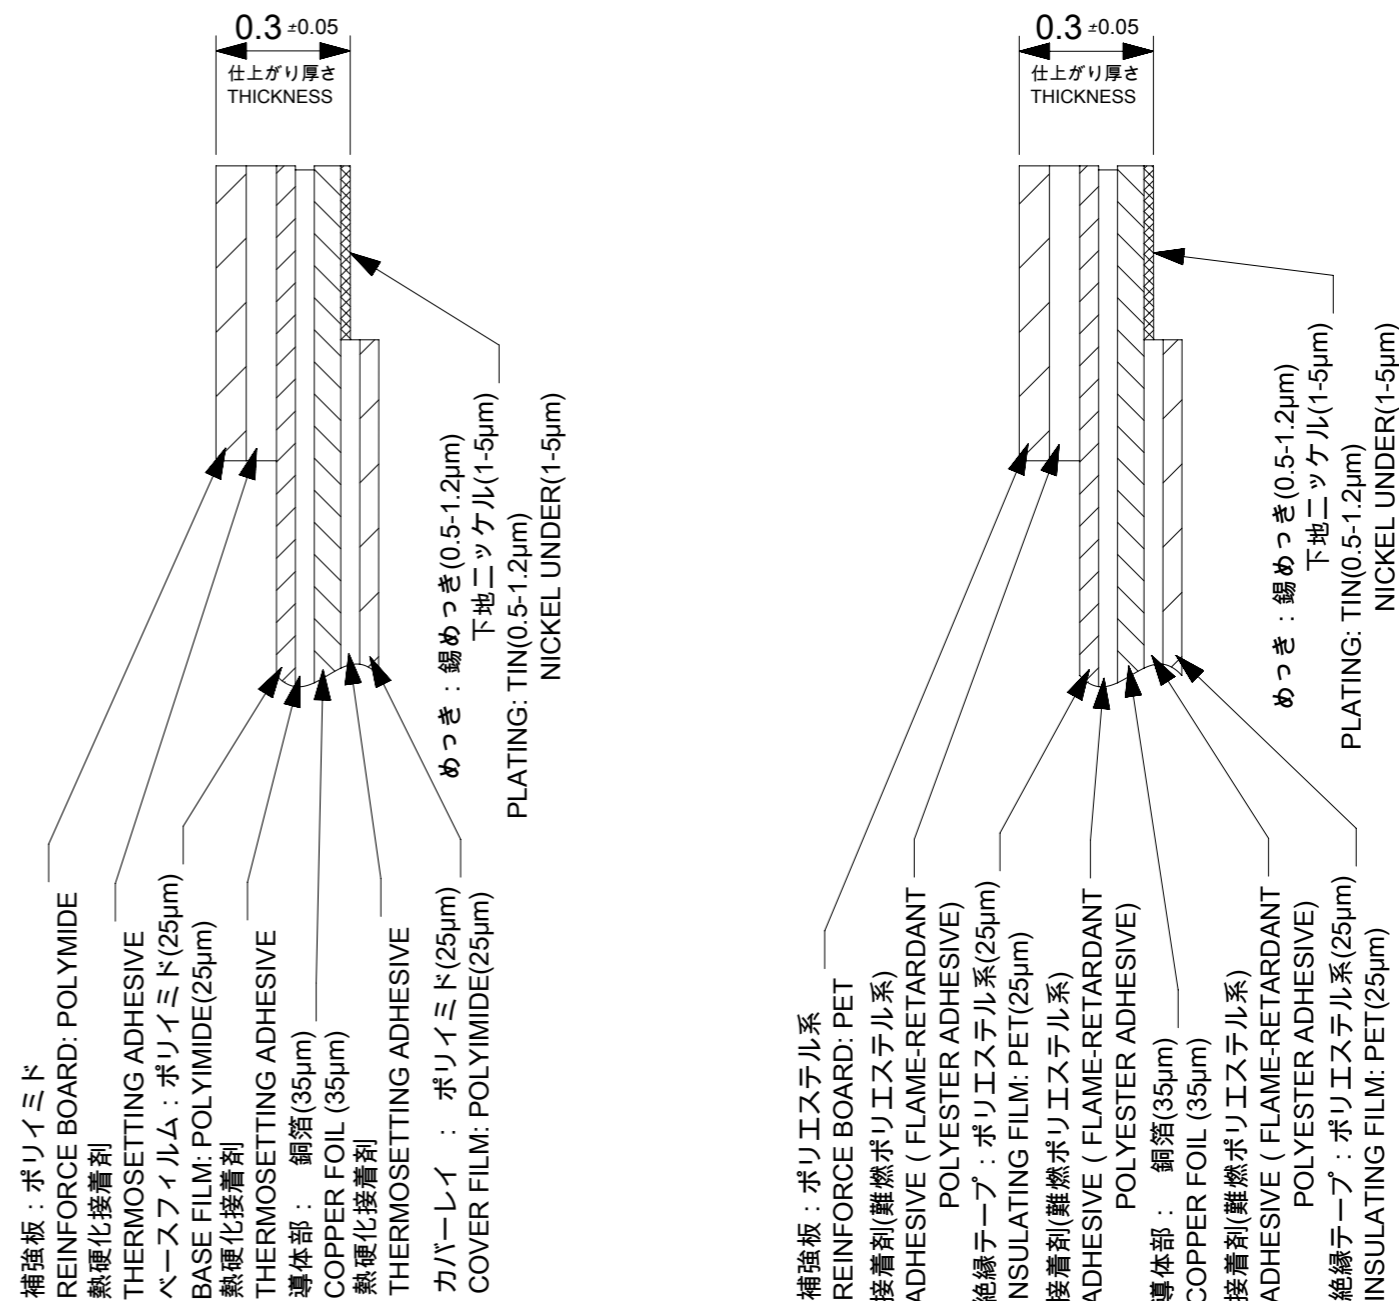 0.3 ±0.05
仕上がり厚さ
THICKNESS
めっき：錫めっき(0.5-1.2μm)
下地ニッケル(1-5μm)
PLATING: TIN(0.5-1.2μm)
NICKEL UNDER(1-5μm)
補強板：ポリイミド
REINFORCE BOARD: POLYMIDE
熱硬化接着剤
THERMOSETTING ADHESIVE
ベースフィルム：ポリイミド(25μm)
BASE FILM: POLYIMIDE(25μm)
熱硬化接着剤
THERMOSETTING ADHESIVE
導体部： 銅箔(35μm)
COPPER FOIL (35μm)
熱硬化接着剤
THERMOSETTING ADHESIVE
カバーレイ ： ポリイミド(25μm)
COVER FILM: POLYIMIDE(25μm)
0.3 ±0.05
仕上がり厚さ
THICKNESS
めっき：錫めっき(0.5-1.2μm)
下地ニッケル(1-5μm)
PLATING: TIN(0.5-1.2μm)
NICKEL UNDER(1-5μm)
補強板：ポリエステル系
REINFORCE BOARD: PET
接着剤(難燃ポリエステル系)
ADHESIVE ( FLAME-RETARDANT
POLYESTER ADHESIVE)
絶縁テープ：ポリエステル系(25μm)
NSULATING FILM: PET(25μm)
接着剤(難燃ポリエステル系)
ADHESIVE ( FLAME-RETARDANT
POLYESTER ADHESIVE)
導体部： 銅箔(35μm)
COPPER FOIL (35μm)
接着剤(難燃ポリエステル系)
ADHESIVE ( FLAME-RETARDANT
POLYESTER ADHESIVE)
絶縁テープ：ポリエステル系(25μm)
INSULATING FILM: PET(25μm)